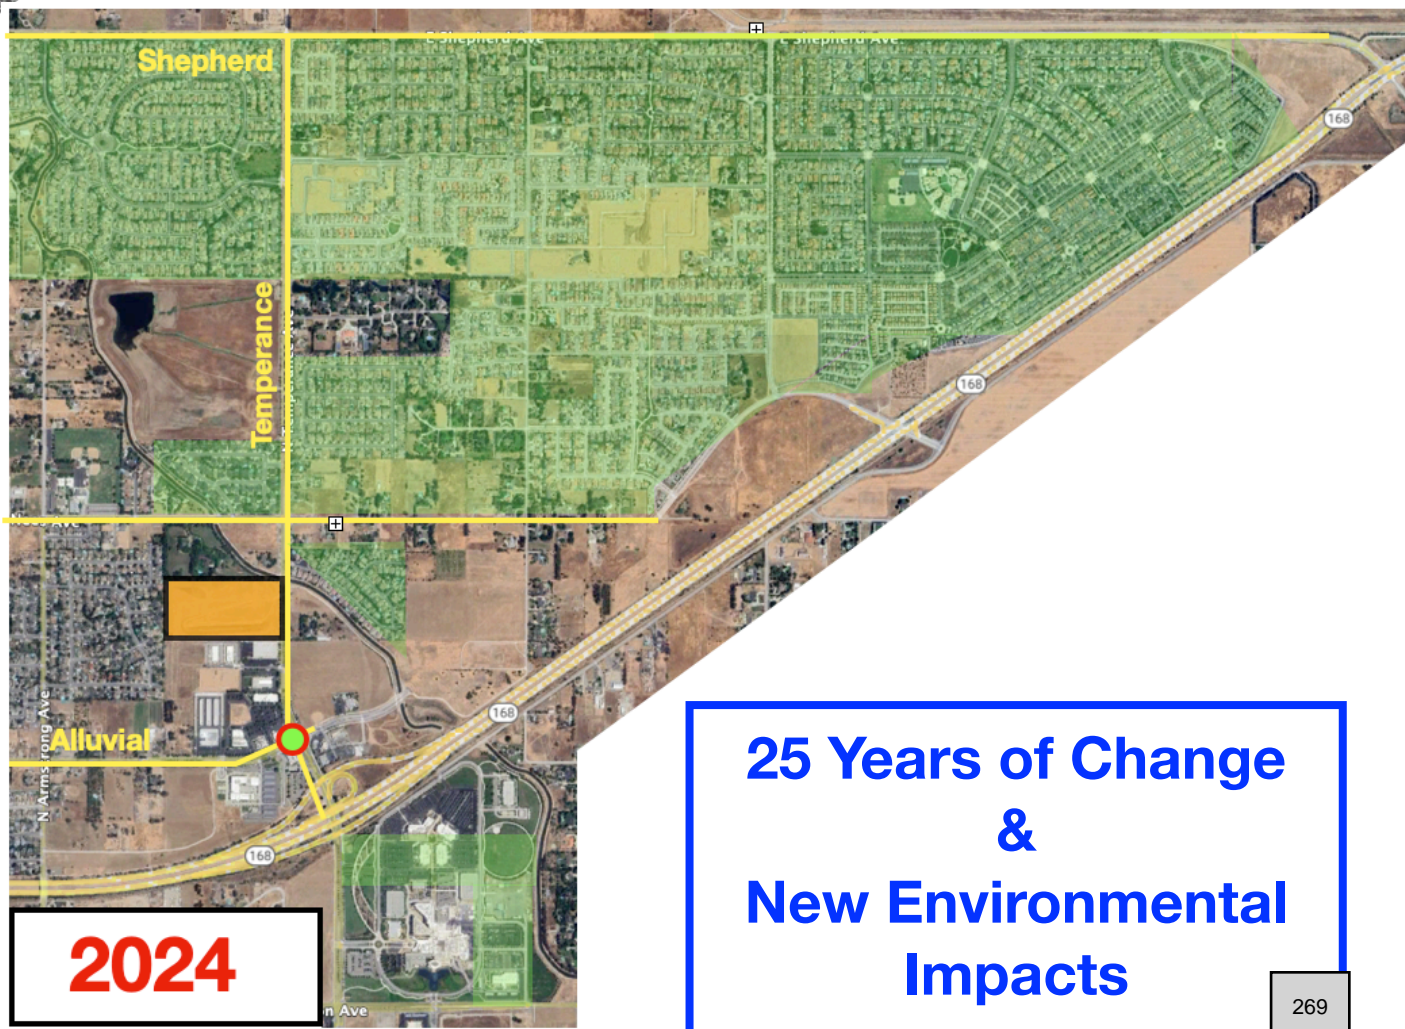 E Shepherd Ave
E Shepherd Ave.
Shepherd
168
Temperance
168
Ave
168
Alluvial
N Armstrong Ave
168
25 Years of Change
&
New Environmental
Impacts
2024
n Ave
269